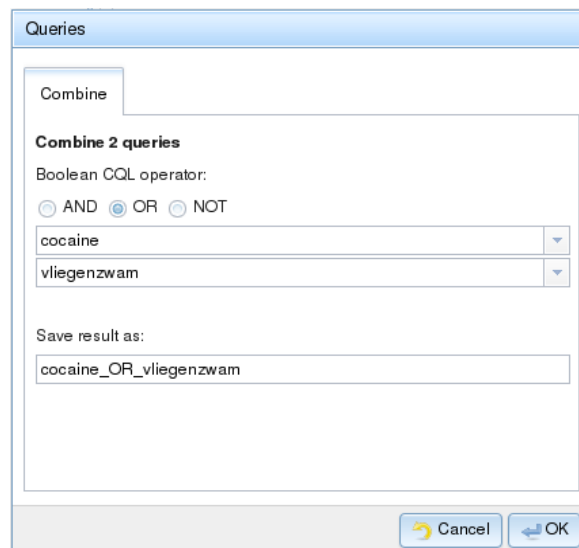 Queries
Combine
Combine 2 queries
Boolean CQL operator:
AND OR NOT
cocaine
vliegenzwam
Save result as:
cocaine_OR_vliegenzwam
Cancel OK